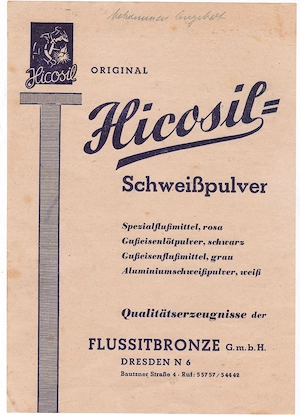 Hicosil
ORIGINAL
Hicosil=
Schweißpulver
Spezialflußmittel, rosa
Gußeisenlötpulver, schwarz
Gußeisenflußmittel, grau
Aluminiumschweißpulver, weiß
Qualitätserzeugnisse der
FLUSSITBRONZE G.m.b.H.
DRESDEN N 6
Bautzner Straße 4 - Ruf: 55757 / 54442